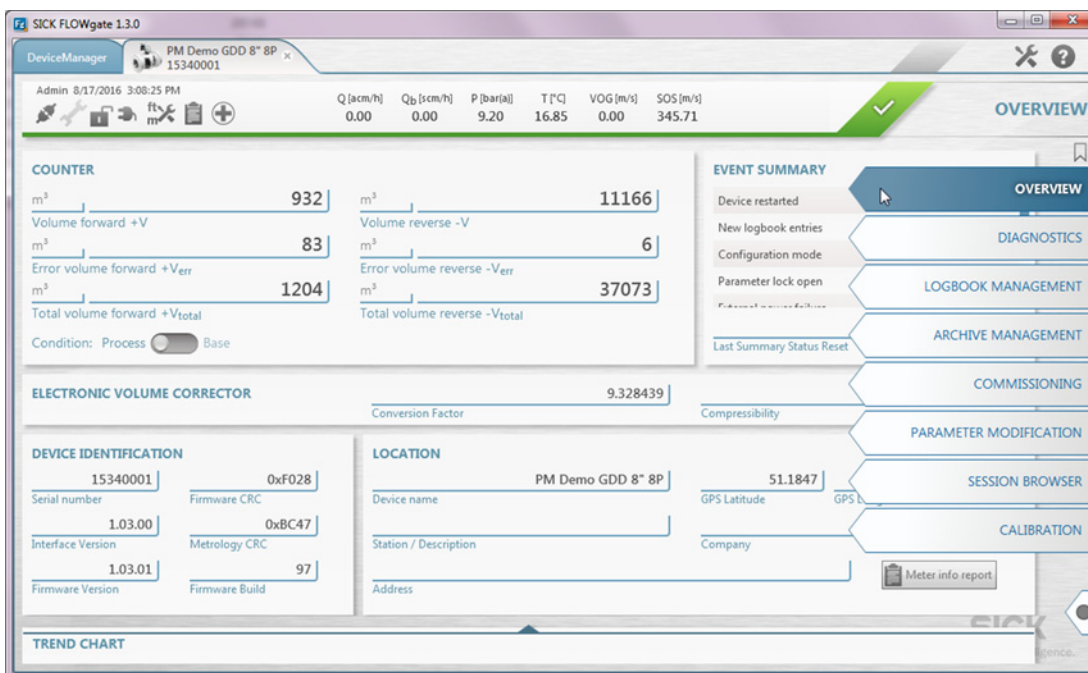 SICK FLOWgate 1.3.0
DeviceManager
PM Demo GDD 8" 8P
15340001
Admin 8/17/2016 3:08:25 PM
ft
m
Q [acm/h] Qb [scm/h] P [bar(a)] T [°C] VOG [m/s] SOS [m/s]
0.00 0.00 9.20 16.85 0.00 345.71
OVERVIEW
COUNTER
m³ 932
Volume forward +V
m³ 83
Error volume forward +Verr
m³ 1204
Total volume forward +Vtotal
m³ 11166
Volume reverse -V
m³ 6
Error volume reverse -Verr
m³ 37073
Total volume reverse -Vtotal
Condition: Process Base
EVENT SUMMARY
Device restarted
New logbook entries
Configuration mode
Parameter lock open
Last Summary Status Reset
OVERVIEW
DIAGNOSTICS
LOGBOOK MANAGEMENT
ARCHIVE MANAGEMENT
COMMISSIONING
PARAMETER MODIFICATION
SESSION BROWSER
CALIBRATION
ELECTRONIC VOLUME CORRECTOR
9.328439
Conversion Factor
Compressibility
DEVICE IDENTIFICATION
15340001 0xF028
Serial number Firmware CRC
1.03.00 0xBC47
Interface Version Metrology CRC
1.03.01 97
Firmware Version Firmware Build
LOCATION
PM Demo GDD 8" 8P
Device name
51.1847
GPS Latitude GPS
Station / Description
Company
Address
Meter info report
SICK
TREND CHART